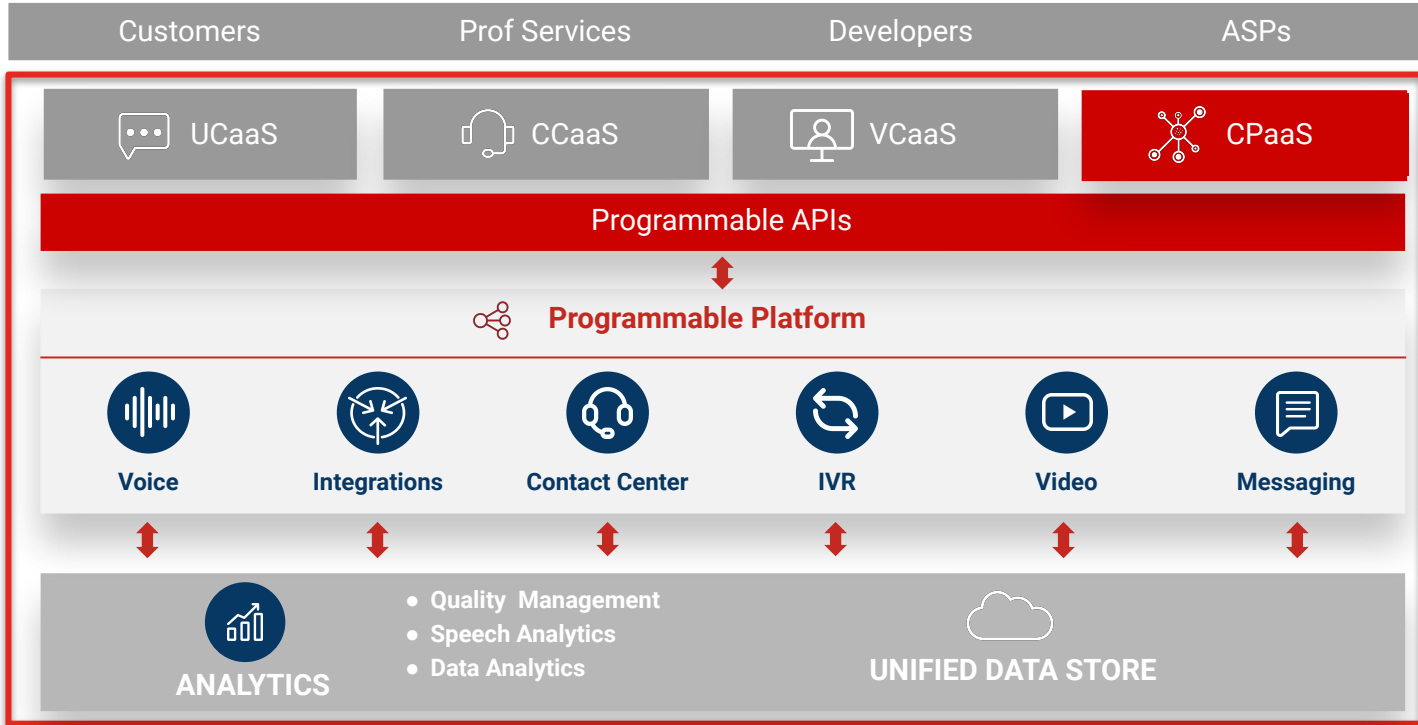 Customers Prof Services Developers ASPs
UCaaS CCaaS VCaaS CPaaS
Programmable APIs
Programmable Platform
Voice Integrations Contact Center IVR Video Messaging
● Quality Management
● Speech Analytics
● Data Analytics
ANALYTICS
UNIFIED DATA STORE